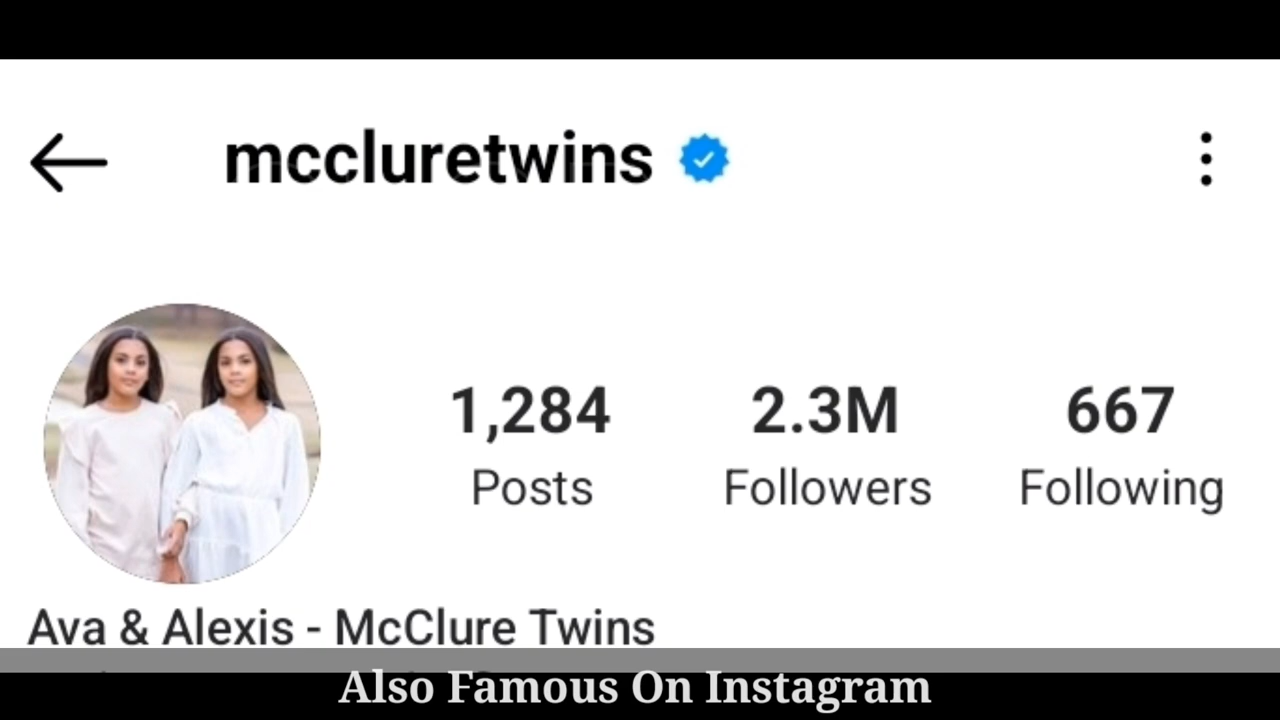 mccluretwins
1,284 2.3M 667
Posts Followers Following
Ava & Alexis - McClure Twins
Also Famous On Instagram